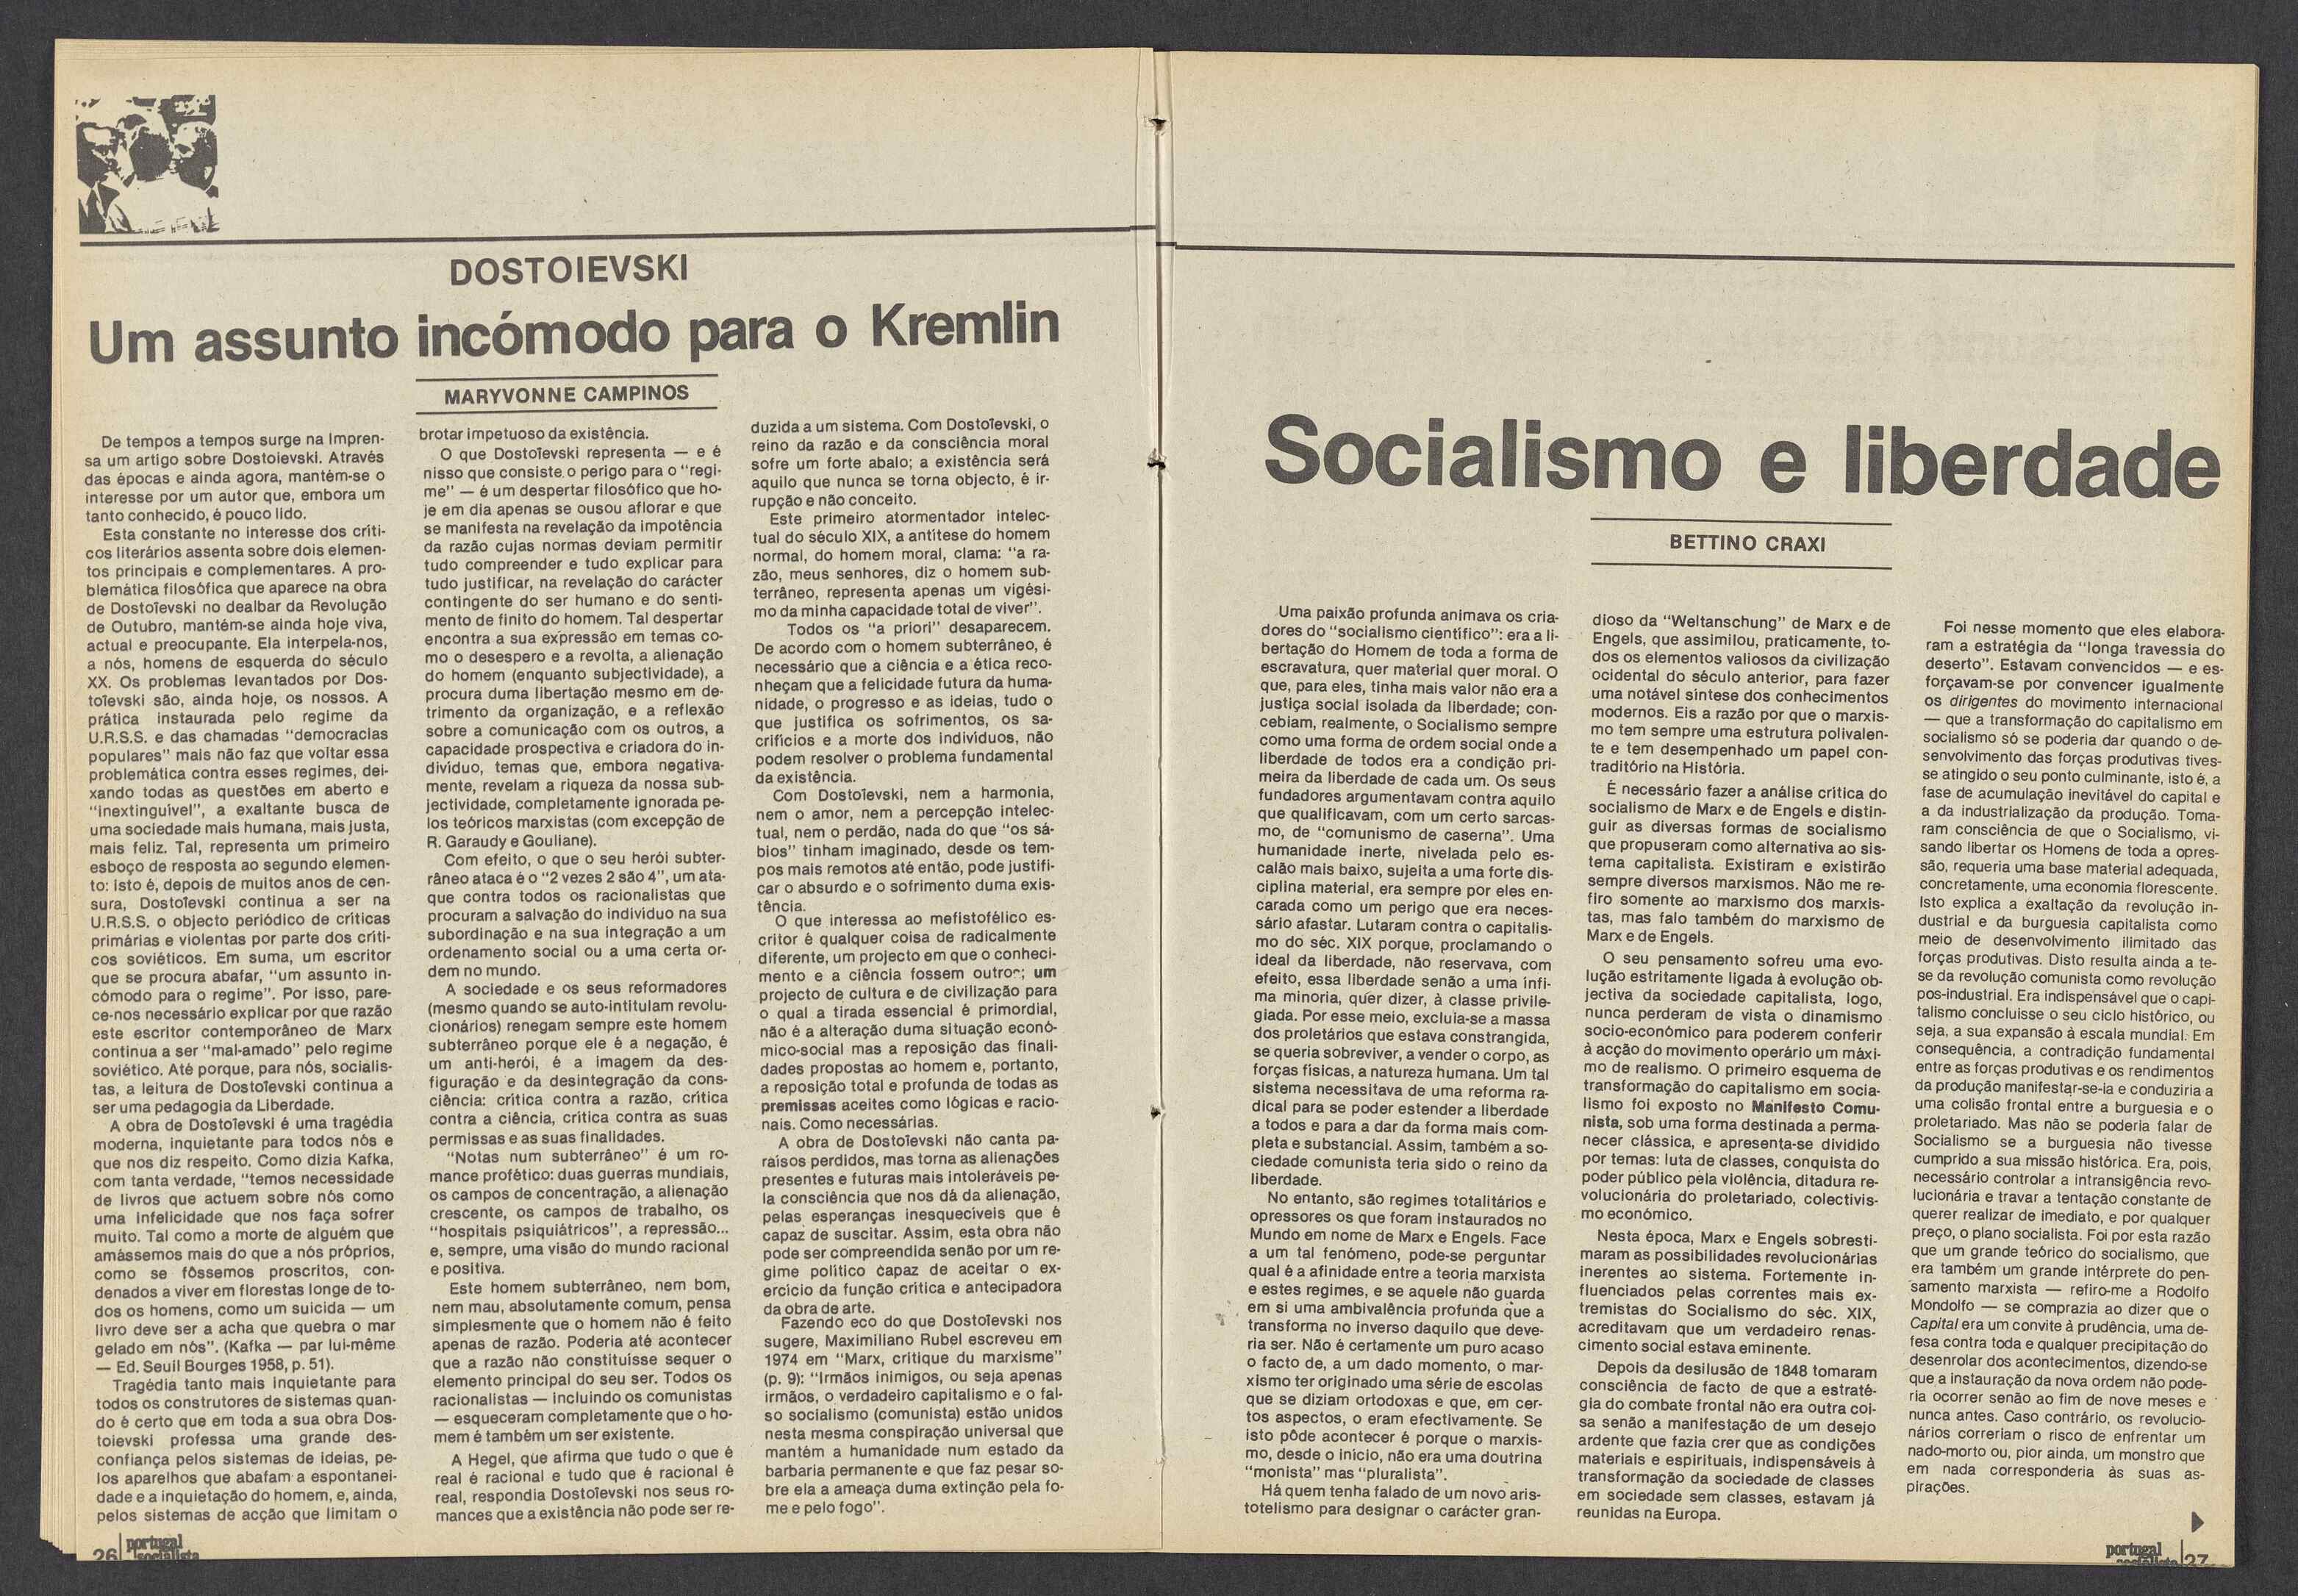 DOSTOIEVSKI
Um assunto incómodo para o Kremlin
MARYVONNE CAMPINOS
De tempos a tempos surge na Impren-
sa um artigo sobre Dostoievski. Através
das épocas e ainda agora, mantém-se o
interesse por um autor que, embora um
tanto conhecido, é pouco lido.
Esta constante no interesse dos críti-
cos literários assenta sobre dois elemen-
tos principais e complementares. A pro-
blemática filosófica que aparece na obra
de Dostoïevski no dealbar da Revolução
de Outubro, mantém-se ainda hoje viva,
actual e preocupante. Ela interpela-nos,
a nós, homens de esquerda do século
XX. Os problemas levantados por Dos-
toïevski são, ainda hoje, os nossos. A
prática instaurada pelo regime da
U.R.S.S. e das chamadas "democracias
populares" mais não faz que voltar essa
problemática contra esses regimes, dei-
xando todas as questões em aberto e
"inextinguível", a exaltante busca de
uma sociedade mais humana, mais justa,
mais feliz. Tal, representa um primeiro
esboço de resposta ao segundo elemen-
to: isto é, depois de muitos anos de cen-
sura, Dostoïevski continua a ser na
U.R.S.S. o objecto periódico de críticas
primárias e violentas por parte dos críti-
cos soviéticos. Em suma, um escritor
que se procura abafar, "um assunto in-
cómodo para o regime". Por isso, pare-
ce-nos necessário explicar por que razão
este escritor contemporâneo de Marx
continua a ser "mal-amado" pelo regime
soviético. Até porque, para nós, socialis-
tas, a leitura de Dostoïevski continua a
ser uma pedagogia da Liberdade.
A obra de Dostoïevski é uma tragédia
moderna, inquietante para todos nós e
que nos diz respeito. Como dizia Kafka,
com tanta verdade, "temos necessidade
de livros que actuem sobre nós como
uma infelicidade que nos faça sofrer
muito. Tal como a morte de alguém que
amássemos mais do que a nós próprios,
como se fôssemos proscritos, con-
denados a viver em florestas longe de to-
dos os homens, como um suicida — um
livro deve ser a acha que quebra o mar
gelado em nós". (Kafka — par lui-même
— Ed. Seuil Bourges 1958, p. 51).
Tragédia tanto mais inquietante para
todos os construtores de sistemas quan-
do é certo que em toda a sua obra Dos-
toievski professa uma grande des-
confiança pelos sistemas de ideias, pe-
los aparelhos que abafam a espontanei-
dade e a inquietação do homem, e, ainda,
pelos sistemas de acção que limitam o
brotar impetuoso da existência.
O que Dostoïevski representa — e é
nisso que consiste o perigo para o "regi-
me" — é um despertar filosófico que ho-
je em dia apenas se ousou aflorar e que
se manifesta na revelação da impotência
da razão cujas normas deviam permitir
tudo compreender e tudo explicar para
tudo justificar, na revelação do carácter
contingente do ser humano e do senti-
mento de finito do homem. Tal despertar
encontra a sua expressão em temas co-
mo o desespero e a revolta, a alienação
do homem (enquanto subjectividade), a
procura duma libertação mesmo em de-
trimento da organização, e a reflexão
sobre a comunicação com os outros, a
capacidade prospectiva e criadora do in-
divíduo, temas que, embora negativa-
mente, revelam a riqueza da nossa sub-
jectividade, completamente ignorada pe-
los teóricos marxistas (com excepção de
R. Garaudy e Gouliane).
Com efeito, o que o seu herói subter-
râneo ataca é o "2 vezes 2 são 4", um ata-
que contra todos os racionalistas que
procuram a salvação do indivíduo na sua
subordinação e na sua integração a um
ordenamento social ou a uma certa or-
dem no mundo.
A sociedade e os seus reformadores
(mesmo quando se auto-intitulam revolu-
cionários) renegam sempre este homem
subterrâneo porque ele é a negação, é
um anti-herói, é a imagem da des-
figuração e da desintegração da cons-
ciência: crítica contra a razão, crítica
contra a ciência, crítica contra as suas
permissas e as suas finalidades.
"Notas num subterrâneo" é um ro-
mance profético: duas guerras mundiais,
os campos de concentração, a alienação
crescente, os campos de trabalho, os
"hospitais psiquiátricos", a repressão...
e, sempre, uma visão do mundo racional
e positiva.
Este homem subterrâneo, nem bom,
nem mau, absolutamente comum, pensa
simplesmente que o homem não é feito
apenas de razão. Poderia até acontecer
que a razão não constituisse sequer o
elemento principal do seu ser. Todos os
racionalistas — incluindo os comunistas
— esqueceram completamente que o ho-
mem é também um ser existente.
A Hegel, que afirma que tudo o que é
real é racional e tudo que é racional é
real, respondia Dostoïevski nos seus ro-
mances que a existência não pode ser re-
duzida a um sistema. Com Dostoïevski, o
reino da razão e da consciência moral
sofre um forte abalo; a existência será
aquilo que nunca se torna objecto, é ir-
rupção e não conceito.
Este primeiro atormentador intelec-
tual do século XIX, a antítese do homem
normal, do homem moral, clama: "a ra-
zão, meus senhores, diz o homem sub-
terrâneo, representa apenas um vigési-
mo da minha capacidade total de viver".
Todos os "a priori" desaparecem.
De acordo com o homem subterrâneo, é
necessário que a ciência e a ética reco-
nheçam que a felicidade futura da huma-
nidade, o progresso e as ideias, tudo o
que justifica os sofrimentos, os sa-
crifícios e a morte dos indivíduos, não
podem resolver o problema fundamental
da existência.
Com Dostoïevski, nem a harmonia,
nem o amor, nem a percepção intelec-
tual, nem o perdão, nada do que "os sá-
bios" tinham imaginado, desde os tem-
pos mais remotos até então, pode justifi-
car o absurdo e o sofrimento duma exis-
tência.
O que interessa ao mefistofélico es-
critor é qualquer coisa de radicalmente
diferente, um projecto em que o conheci-
mento e a ciência fossem outros; um
projecto de cultura e de civilização para
o qual a tirada essencial é primordial,
não é a alteração duma situação econó-
mico-social mas a reposição das finali-
dades propostas ao homem e, portanto,
a reposição total e profunda de todas as
premissas aceites como lógicas e racio-
nais. Como necessárias.
A obra de Dostoïevski não canta pa-
raísos perdidos, mas torna as alienações
presentes e futuras mais intoleráveis pe-
la consciência que nos dá da alienação,
pelas esperanças inesquecíveis que é
capaz de suscitar. Assim, esta obra não
pode ser compreendida senão por um re-
gime político capaz de aceitar o ex-
ercício da função crítica e antecipadora
da obra de arte.
Fazendo eco do que Dostoïevski nos
sugere, Maximiliano Rubel escreveu em
1974 em "Marx, critique du marxisme"
(p. 9): "Irmãos inimigos, ou seja apenas
irmãos, o verdadeiro capitalismo e o fal-
so socialismo (comunista) estão unidos
nesta mesma conspiração universal que
mantém a humanidade num estado da
barbaria permanente e que faz pesar so-
bre ela a ameaça duma extinção pela fo-
me e pelo fogo".
26 portugal
socialista
Socialismo e liberdade
BETTINO CRAXI
Uma paixão profunda animava os cria-
dores do "socialismo científico": era a li-
bertação do Homem de toda a forma de
escravatura, quer material quer moral. O
que, para eles, tinha mais valor não era a
justiça social isolada da liberdade; con-
cebiam, realmente, o Socialismo sempre
como uma forma de ordem social onde a
liberdade de todos era a condição pri-
meira da liberdade de cada um. Os seus
fundadores argumentavam contra aquilo
que qualificavam, com um certo sarcas-
mo, de "comunismo de caserna". Uma
humanidade inerte, nivelada pelo es-
calão mais baixo, sujeita a uma forte dis-
ciplina material, era sempre por eles en-
carada como um perigo que era neces-
sário afastar. Lutaram contra o capitalis-
mo do séc. XIX porque, proclamando o
ideal da liberdade, não reservava, com
efeito, essa liberdade senão a uma ínfi-
ma minoria, quer dizer, à classe privile-
giada. Por esse meio, excluía-se a massa
dos proletários que estava constrangida,
se queria sobreviver, a vender o corpo, as
forças físicas, a natureza humana. Um tal
sistema necessitava de uma reforma ra-
dical para se poder estender a liberdade
a todos e para a dar da forma mais com-
pleta e substancial. Assim, também a so-
ciedade comunista teria sido o reino da
liberdade.
No entanto, são regimes totalitários e
opressores os que foram instaurados no
Mundo em nome de Marx e Engels. Face
a um tal fenómeno, pode-se perguntar
qual é a afinidade entre a teoria marxista
e estes regimes, e se aquele não guarda
em si uma ambivalência profunda que a
transforma no inverso daquilo que deve-
ria ser. Não é certamente um puro acaso
o facto de, a um dado momento, o mar-
xismo ter originado uma série de escolas
que se diziam ortodoxas e que, em cer-
tos aspectos, o eram efectivamente. Se
isto pôde acontecer é porque o marxis-
mo, desde o início, não era uma doutrina
"monista" mas "pluralista".
Há quem tenha falado de um novo aris-
totelismo para designar o carácter gran-
dioso da "Weltanschung" de Marx e de
Engels, que assimilou, praticamente, to-
dos os elementos valiosos da civilização
ocidental do século anterior, para fazer
uma notável síntese dos conhecimentos
modernos. Eis a razão por que o marxis-
mo tem sempre uma estrutura polivalen-
te e tem desempenhado um papel con-
traditório na História.
É necessário fazer a análise crítica do
socialismo de Marx e de Engels e distin-
guir as diversas formas de socialismo
que propuseram como alternativa ao sis-
tema capitalista. Existiram e existirão
sempre diversos marxismos. Não me re-
firo somente ao marxismo dos marxis-
tas, mas falo também do marxismo de
Marx e de Engels.
O seu pensamento sofreu uma evo-
lução estritamente ligada à evolução ob-
jectiva da sociedade capitalista, logo,
nunca perderam de vista o dinamismo
socio-económico para poderem conferir
à acção do movimento operário um máxi-
mo de realismo. O primeiro esquema de
transformação do capitalismo em socia-
lismo foi exposto no Manifesto Comu-
nista, sob uma forma destinada a perma-
necer clássica, e apresenta-se dividido
por temas: luta de classes, conquista do
poder público pela violência, ditadura re-
volucionária do proletariado, colectivis-
mo económico.
Nesta época, Marx e Engels sobresti-
maram as possibilidades revolucionárias
inerentes ao sistema. Fortemente in-
fluenciados pelas correntes mais ex-
tremistas do Socialismo do séc. XIX,
acreditavam que um verdadeiro renas-
cimento social estava eminente.
Depois da desilusão de 1848 tomaram
consciência de facto de que a estraté-
gia do combate frontal não era outra coi-
sa senão a manifestação de um desejo
ardente que fazia crer que as condições
materiais e espirituais, indispensáveis à
transformação da sociedade de classes
em sociedade sem classes, estavam já
reunidas na Europa.
Foi nesse momento que eles elabora-
ram a estratégia da "longa travessia do
deserto". Estavam convencidos — e es-
forçavam-se por convencer igualmente
os dirigentes do movimento internacional
— que a transformação do capitalismo em
socialismo só se poderia dar quando o de-
senvolvimento das forças produtivas tives-
se atingido o seu ponto culminante, isto é, a
fase de acumulação inevitável do capital e
a da industrialização da produção. Toma-
ram consciência de que o Socialismo, vi-
sando libertar os Homens de toda a opres-
são, requeria uma base material adequada,
concretamente, uma economia florescente.
Isto explica a exaltação da revolução in-
dustrial e da burguesia capitalista como
meio de desenvolvimento ilimitado das
forças produtivas. Disto resulta ainda a te-
se da revolução comunista como revolução
pos-industrial. Era indispensável que o capi-
talismo concluisse o seu ciclo histórico, ou
seja, a sua expansão à escala mundial. Em
consequência, a contradição fundamental
entre as forças produtivas e os rendimentos
da produção manifestar-se-ia e conduziria a
uma colisão frontal entre a burguesia e o
proletariado. Mas não se poderia falar de
Socialismo se a burguesia não tivesse
cumprido a sua missão histórica. Era, pois,
necessário controlar a intransigência revo-
lucionária e travar a tentação constante de
querer realizar de imediato, e por qualquer
preço, o plano socialista. Foi por esta razão
que um grande teórico do socialismo, que
era também um grande intérprete do pen-
samento marxista — refiro-me a Rodolfo
Mondolfo — se comprazia ao dizer que o
Capital era um convite à prudência, uma de-
fesa contra toda e qualquer precipitação do
desenrolar dos acontecimentos, dizendo-se
que a instauração da nova ordem não pode-
ria ocorrer senão ao fim de nove meses e
nunca antes. Caso contrário, os revolucio-
nários correriam o risco de enfrentar um
nado-morto ou, pior ainda, um monstro que
em nada corresponderia às suas as-
pirações.
portugal
socialista 27